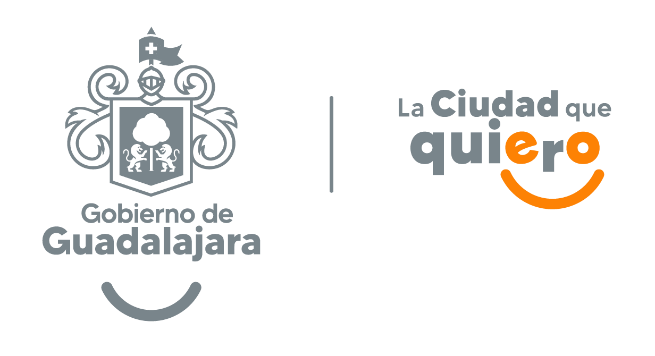 Gobierno de
Guadalajara
La Ciudad que
quiero